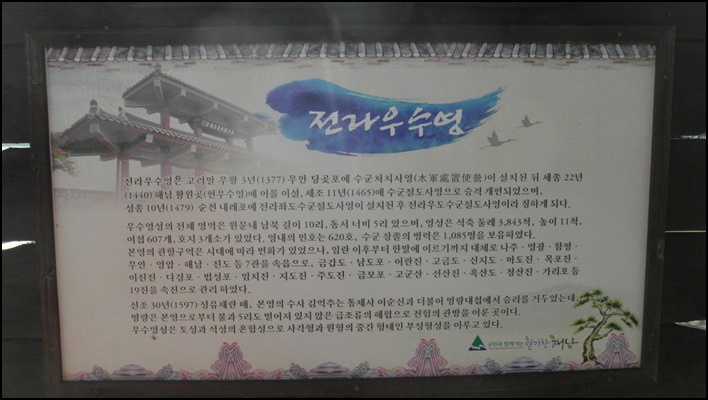 전라우수영
전라우수영은 고려말 우왕 3년(1377) 무안 당곶포에 수군처치사영(水軍處置使營)이 설치된 뒤 세종 22년
(1440) 해남 황원곶(현우수영)에 이를 이설, 세조 11년(1465)에 수군절도사영으로 승격 개편되었으며,
성종 10년(1479) 순천 내례포에 전라좌도수군절도사영이 설치된 후 전라우도수군절도사영이라 칭하게 되다.
우수영성의 전체 영역은 원문내 남북 길이 10리, 동서 너비 5리 였으며, 영성은 석축 둘레 3,843척, 높이 11척,
여첩 607개, 호지 3개소가 있었다. 영내의 민호는 620호, 수군 장졸의 병력은 1,085명을 보유하였다.
본영의 관할구역은 시대에 따라 변화가 있었으나, 임란 이후부터 한말에 이르기까지 대체로 나주 · 영광 · 함평 ·
무안 · 영암 · 해남 · 진도 등 7관을 속읍으로, 금갑도 · 남도포 · 어란진 · 고금도 · 신지도 · 마도진 · 목포진 ·
이진진 · 다경포 · 법성포 · 임치진 · 지도진 · 주도진 · 금모포 · 고군산 · 성산진 · 흑산도 · 청산진 · 가리포 등
19진을 속진으로 관리 하였다.
선조 30년(1597) 정유재란 때, 본영의 수사 김억추는 통제사 이순신과 더불어 명량대첩에서 승리를 거두었는데,
명량은 본영으로부터 불과 5리도 떨어져 있지 않은 급조류의 해협으로 천험의 관방을 이룬 곳이다.
우수영성은 토성과 석성의 혼합성으로 사각형과 원형의 중간 형태인 부정형상을 이루고 있다.
군민과 함께하는 활기찬 해남